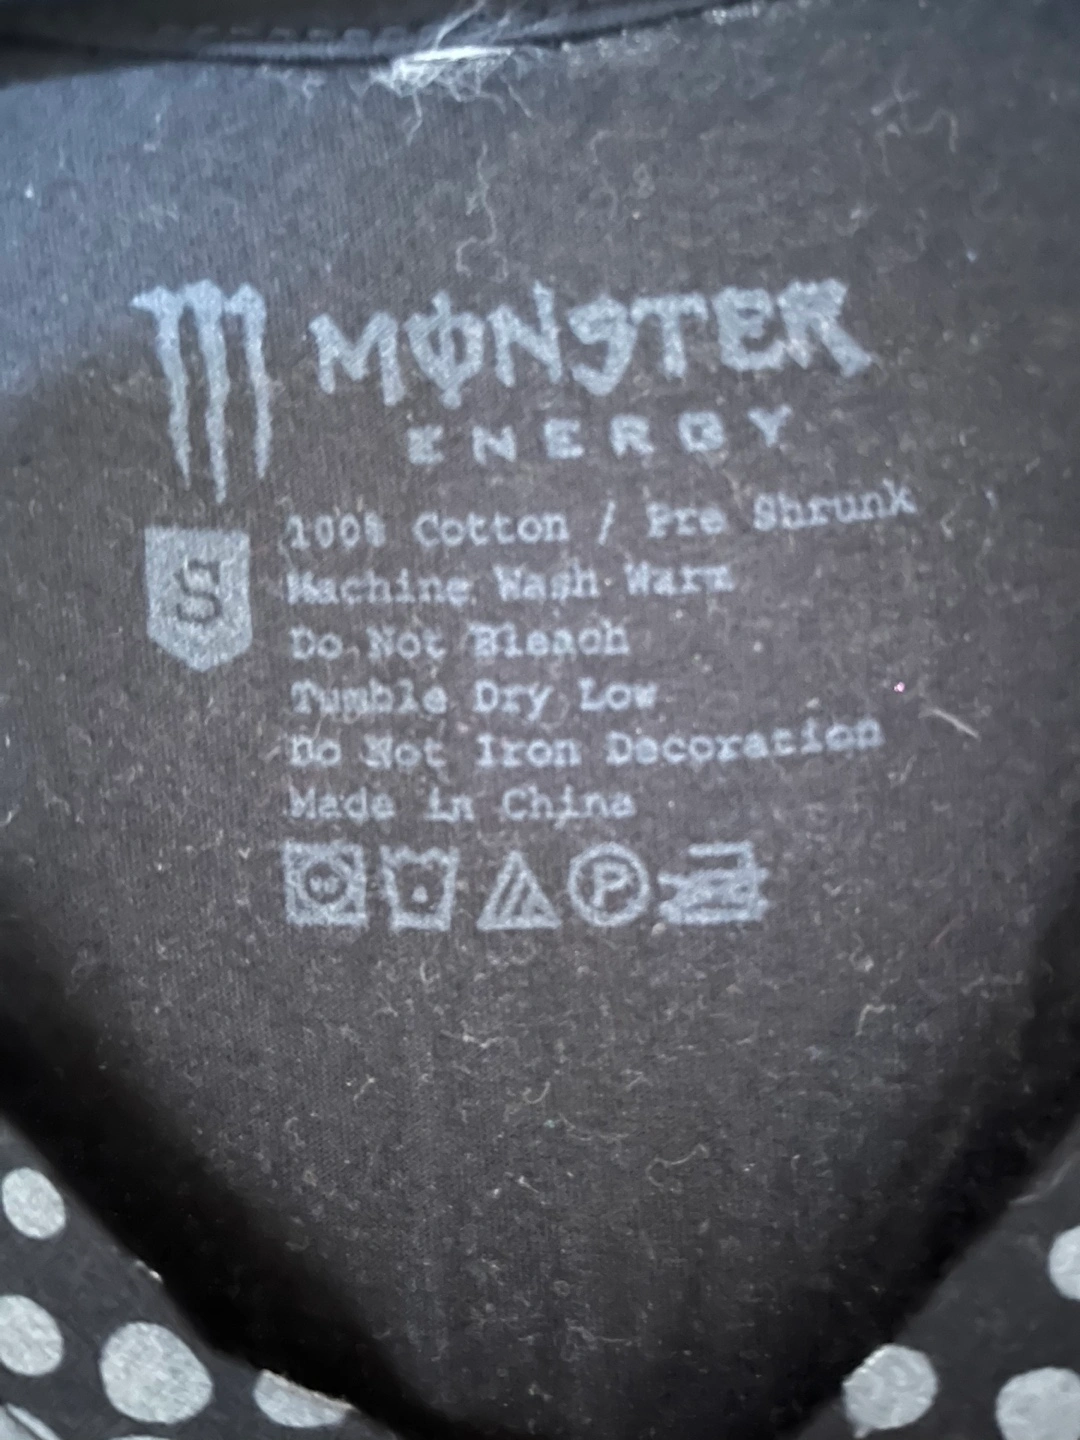 MONSTER
ENERGY
100% Cotton / Pre Shrunk
S
Machine Wash Warm
Do Not Bleach
Tumble Dry Low
Do Not Iron Decoration
Made in China
P